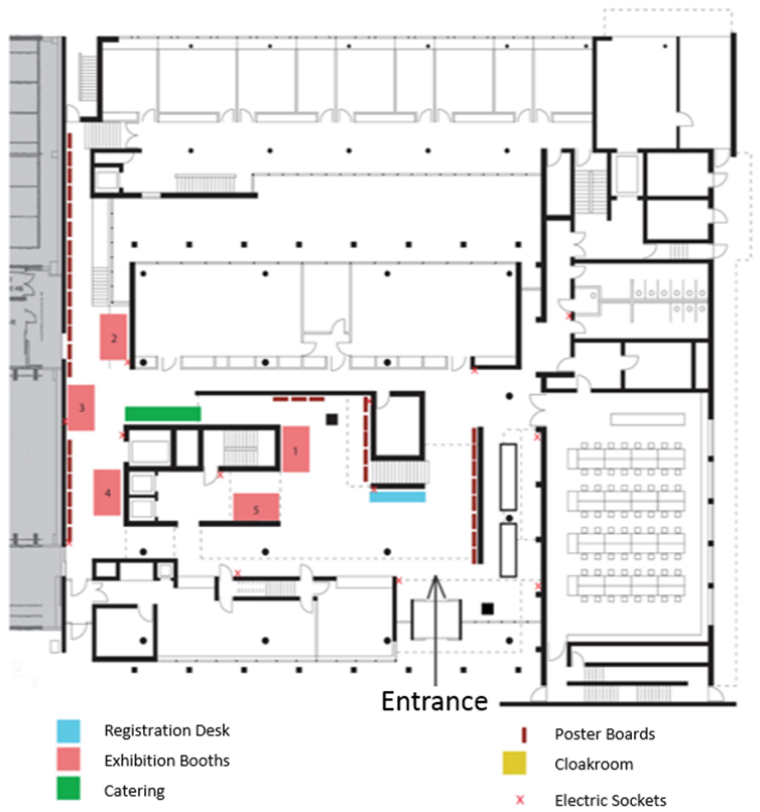 2
3
1
4
5
Entrance
Registration Desk
Exhibition Booths
Catering
Poster Boards
Cloakroom
x Electric Sockets